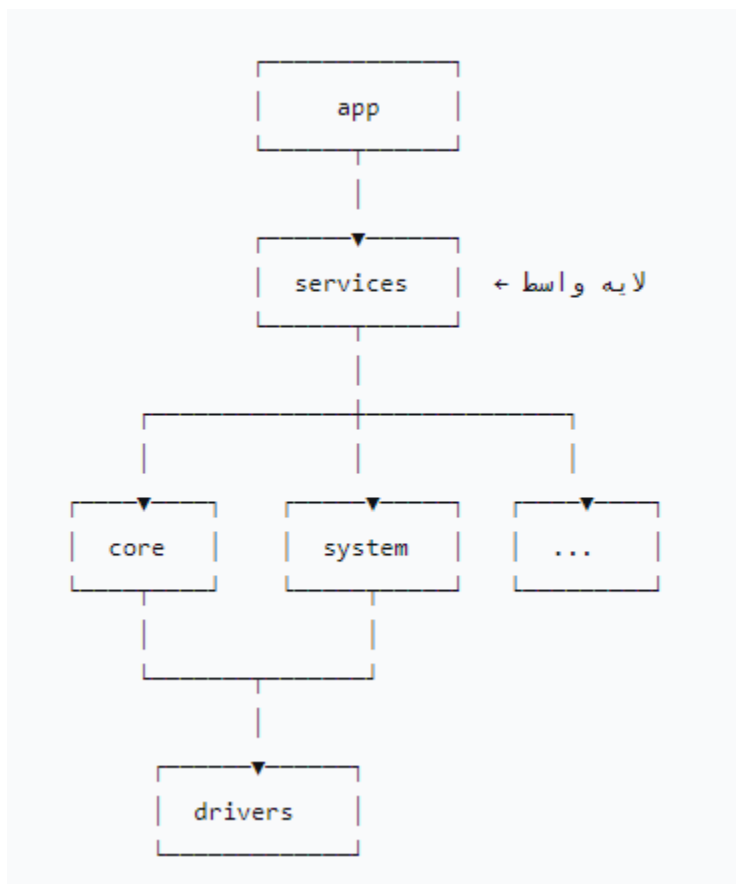 app
services
لایه واسط ←
core
system
...
drivers